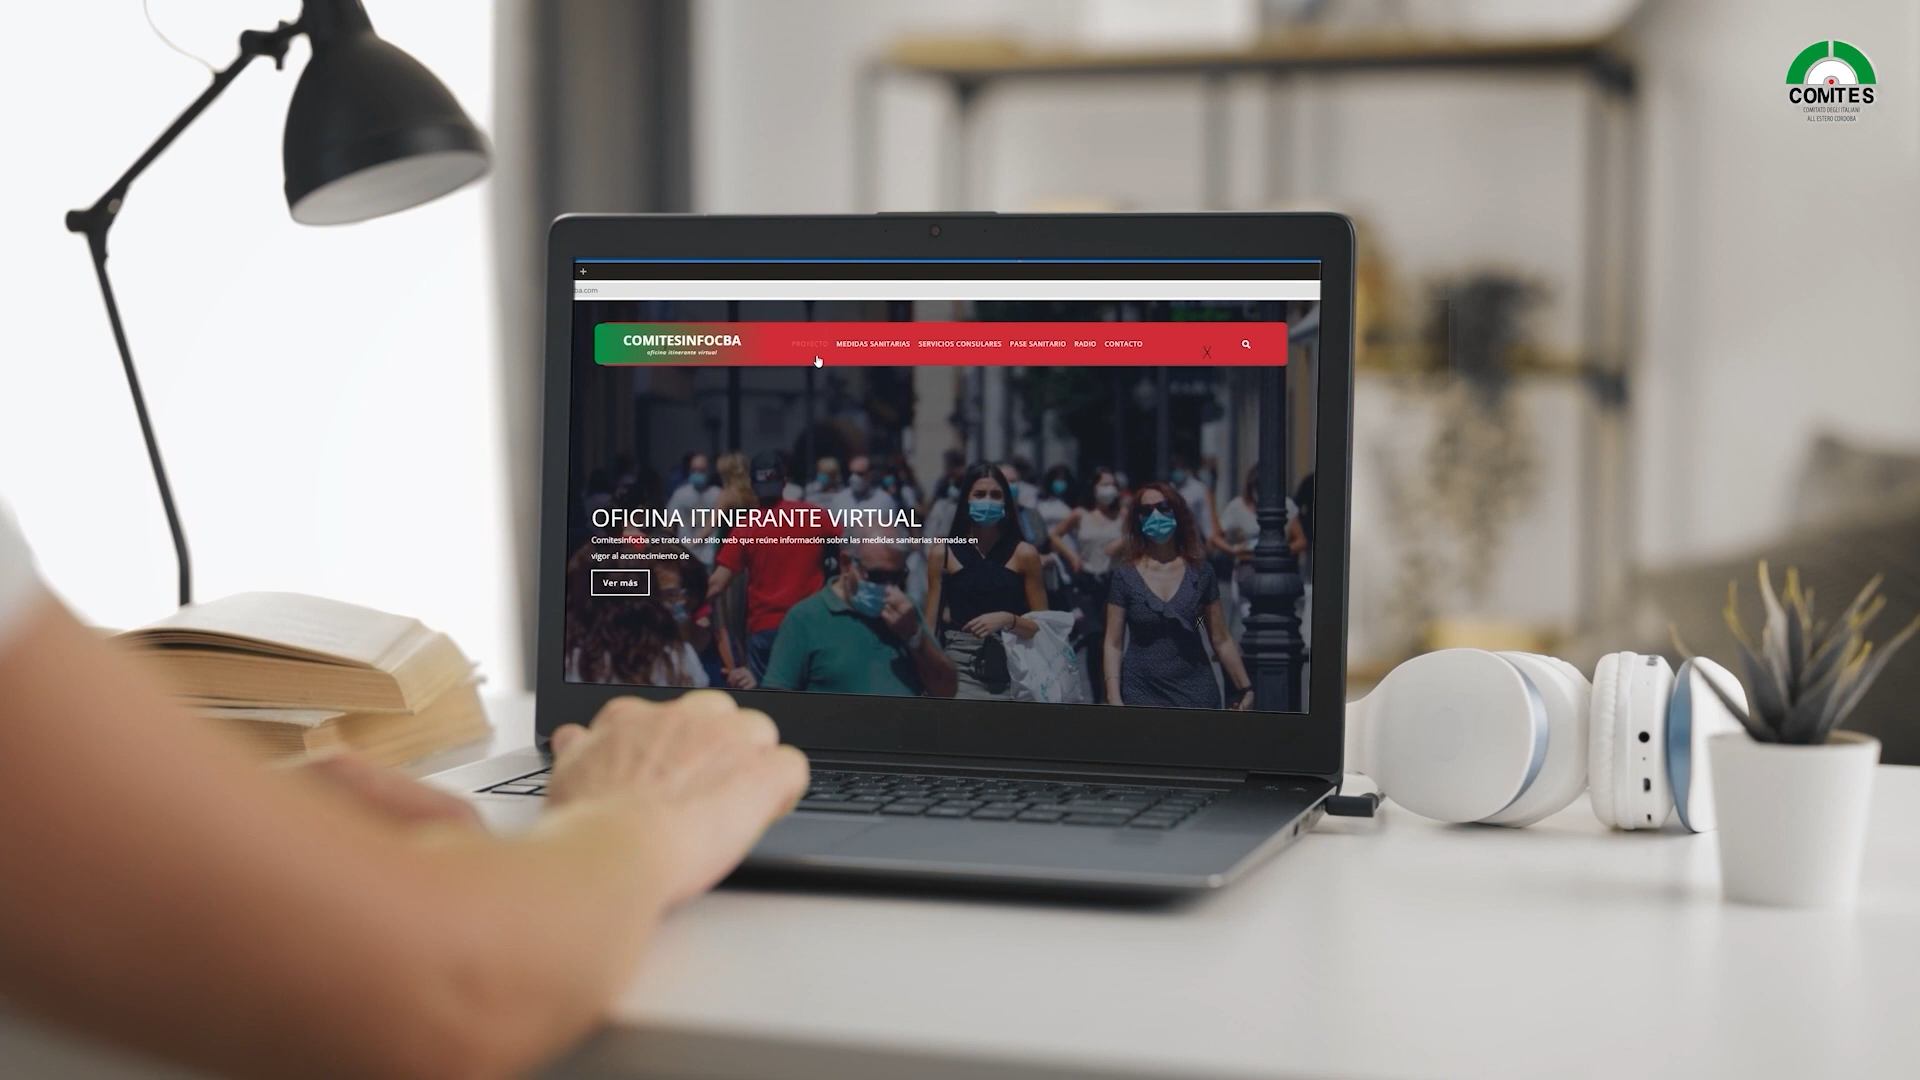 COMITES
COMITATO DEGLI ITALIANI
ALL'ESTERO CORDOBA
+
ba.com
COMITESINFOCBA
oficina itinerante virtual
PROYECTO MEDIDAS SANITARIAS SERVICIOS CONSULARES PASE SANITARIO RADIO CONTACTO
OFICINA ITINERANTE VIRTUAL
Comitesinfocba se trata de un sitio web que reúne información sobre las medidas sanitarias tomadas en
vigor al acontecimiento de
Ver más